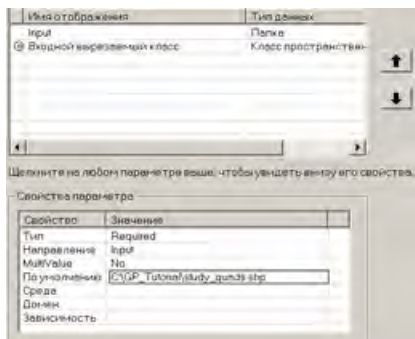 Имя отображения Тип данных
Input Папка
Входной вырезаемый класс Класс пространствен
Щелкните на любом параметре выше, чтобы увидеть внизу его свойства.
Свойства параметра
Свойство Значение
Тип Required
Направление Input
MultiValue No
По умолчанию C:\GP_Tutorial\study_quads.shp
Среда
Домен
Зависимость